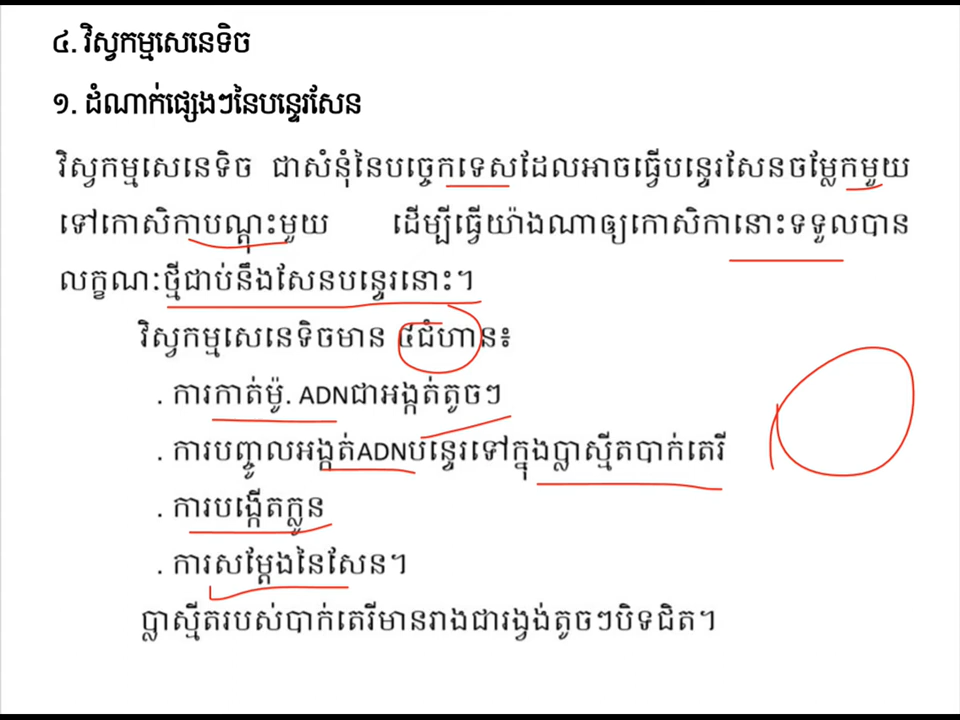 ៤. វិស្វកម្មសេនេទិច
១. ដំណាក់ផ្សេងៗនៃបន្ទេរសែន
វិស្វកម្មសេនេទិច ជាសំនុំនៃបច្ចេកទេសដែលអាចធ្វើបន្ទេរសែនចម្លែកមួយ
ទៅកោសិកាបណ្តុះមួយ ដើម្បីធ្វើយ៉ាងណាឲ្យកោសិកានោះទទួលបាន
លក្ខណៈថ្មីជាប់នឹងសែនបន្ទេរនោះ។
វិស្វកម្មសេនេទិចមាន ៤ជំហាន៖
. ការកាត់ម៉ូ. ADNជាអង្កត់តូចៗ
. ការបញ្ចូលអង្កត់ADNបន្ទេរទៅក្នុងប្លាស្មីតបាក់តេរី
. ការបង្កើតក្លូន
. ការសម្តែងនៃសែន។
ប្លាស្មីតរបស់បាក់តេរីមានរាងជារង្វង់តូចៗបិទជិត។